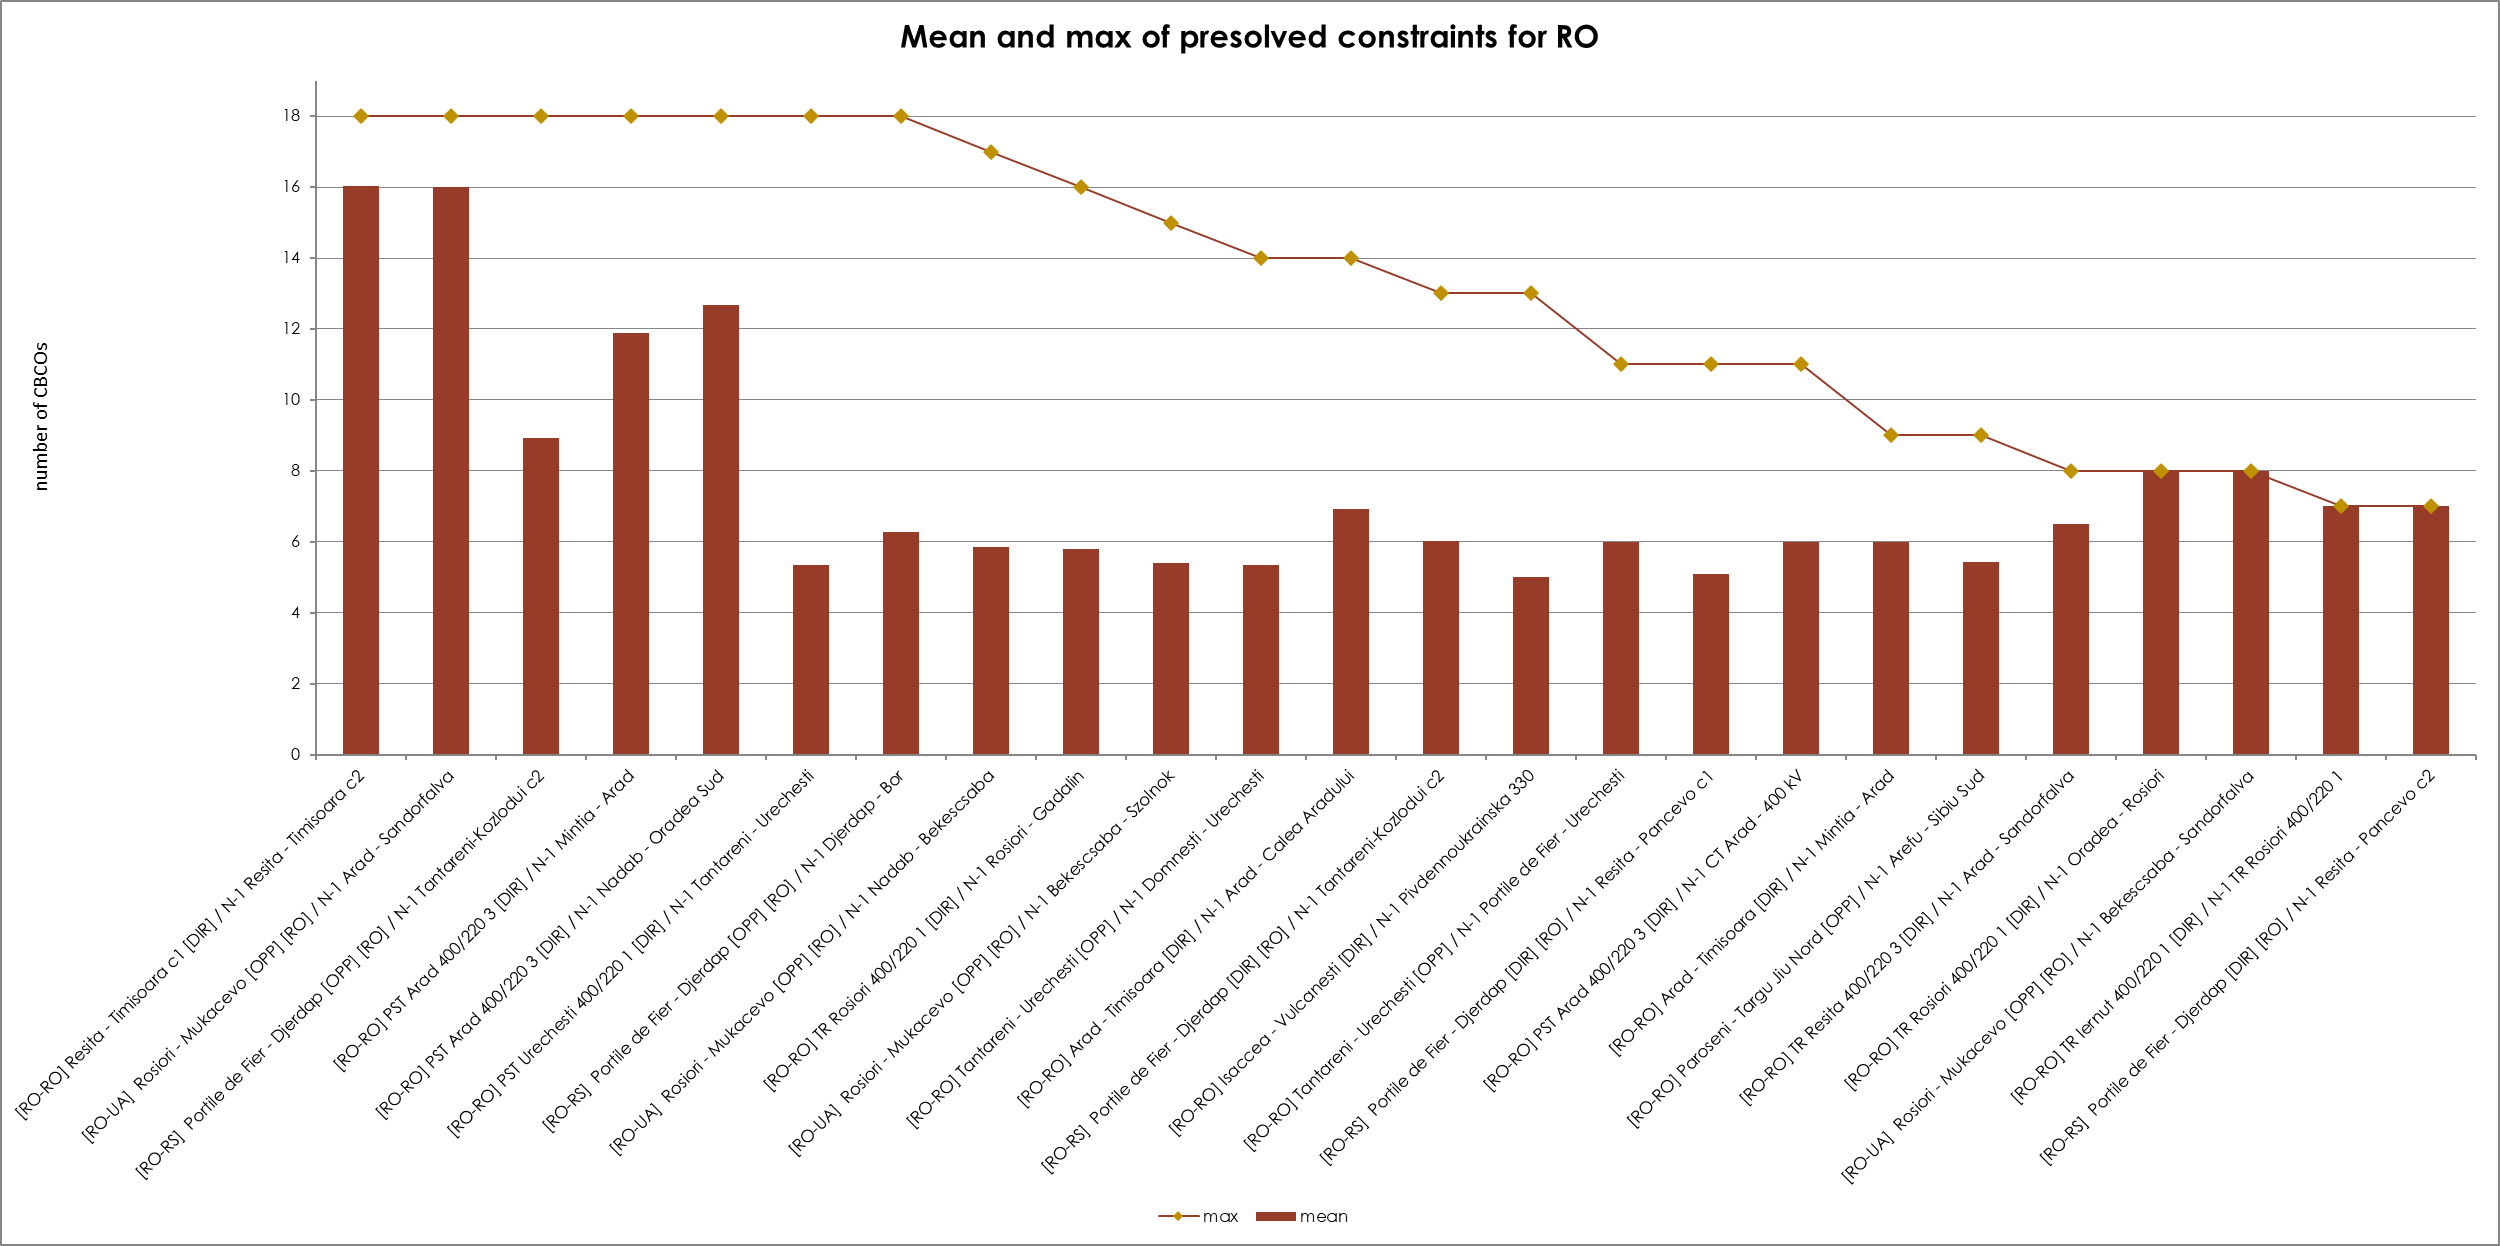 Mean and max of presolved constraints for RO
number of CBCOs
18
16
14
12
10
8
6
4
2
0
[RO-RO] Resita - Timisoara c1 [DIR] / N-1 Resita - Timisoara c2
[RO-UA]  Rosiori - Mukacevo [OPP] [RO] / N-1 Arad - Sandorfalva
[RO-RS]  Portile de Fier - Djerdap [OPP] [RO] / N-1 Tantareni-Kozlodui c2
[RO-RO] PST Arad 400/220 3 [DIR] / N-1 Mintia - Arad
[RO-RO] PST Arad 400/220 3 [DIR] / N-1 Nadab - Oradea Sud
[RO-RO] PST Urechesti 400/220 1 [DIR] / N-1 Tantareni - Urechesti
[RO-RS]  Portile de Fier - Djerdap [OPP] [RO] / N-1 Djerdap - Bor
[RO-UA]  Rosiori - Mukacevo [OPP] [RO] / N-1 Nadab - Bekescsaba
[RO-RO] TR Rosiori 400/220 1 [DIR] / N-1 Rosiori - Gadalin
[RO-UA]  Rosiori - Mukacevo [OPP] [RO] / N-1 Bekescsaba - Szolnok
[RO-RO] Tantareni - Urechesti [OPP] / N-1 Domnesti - Urechesti
[RO-RO] Arad - Timisoara [DIR] / N-1 Arad - Calea Aradului
[RO-RS]  Portile de Fier - Djerdap [DIR] [RO] / N-1 Tantareni-Kozlodui c2
[RO-RO] Isaccea - Vulcanesti [DIR] / N-1 Pivdennoukrainska 330
[RO-RO] Tantareni - Urechesti [OPP] / N-1 Portile de Fier - Urechesti
[RO-RS]  Portile de Fier - Djerdap [DIR] [RO] / N-1 Resita - Pancevo c1
[RO-RO] PST Arad 400/220 3 [DIR] / N-1 CT Arad - 400 kV
[RO-RO] Arad - Timisoara [DIR] / N-1 Mintia - Arad
[RO-RO] Paroseni - Targu Jiu Nord [OPP] / N-1 Arefu - Sibiu Sud
[RO-RO] TR Resita 400/220 3 [DIR] / N-1 Arad - Sandorfalva
[RO-RO] TR Rosiori 400/220 1 [DIR] / N-1 Oradea - Rosiori
[RO-UA]  Rosiori - Mukacevo [OPP] [RO] / N-1 Bekescsaba - Sandorfalva
[RO-RO] TR Iernut 400/220 1 [DIR] / N-1 TR Rosiori 400/220 1
[RO-RS]  Portile de Fier - Djerdap [DIR] [RO] / N-1 Resita - Pancevo c2
max
mean